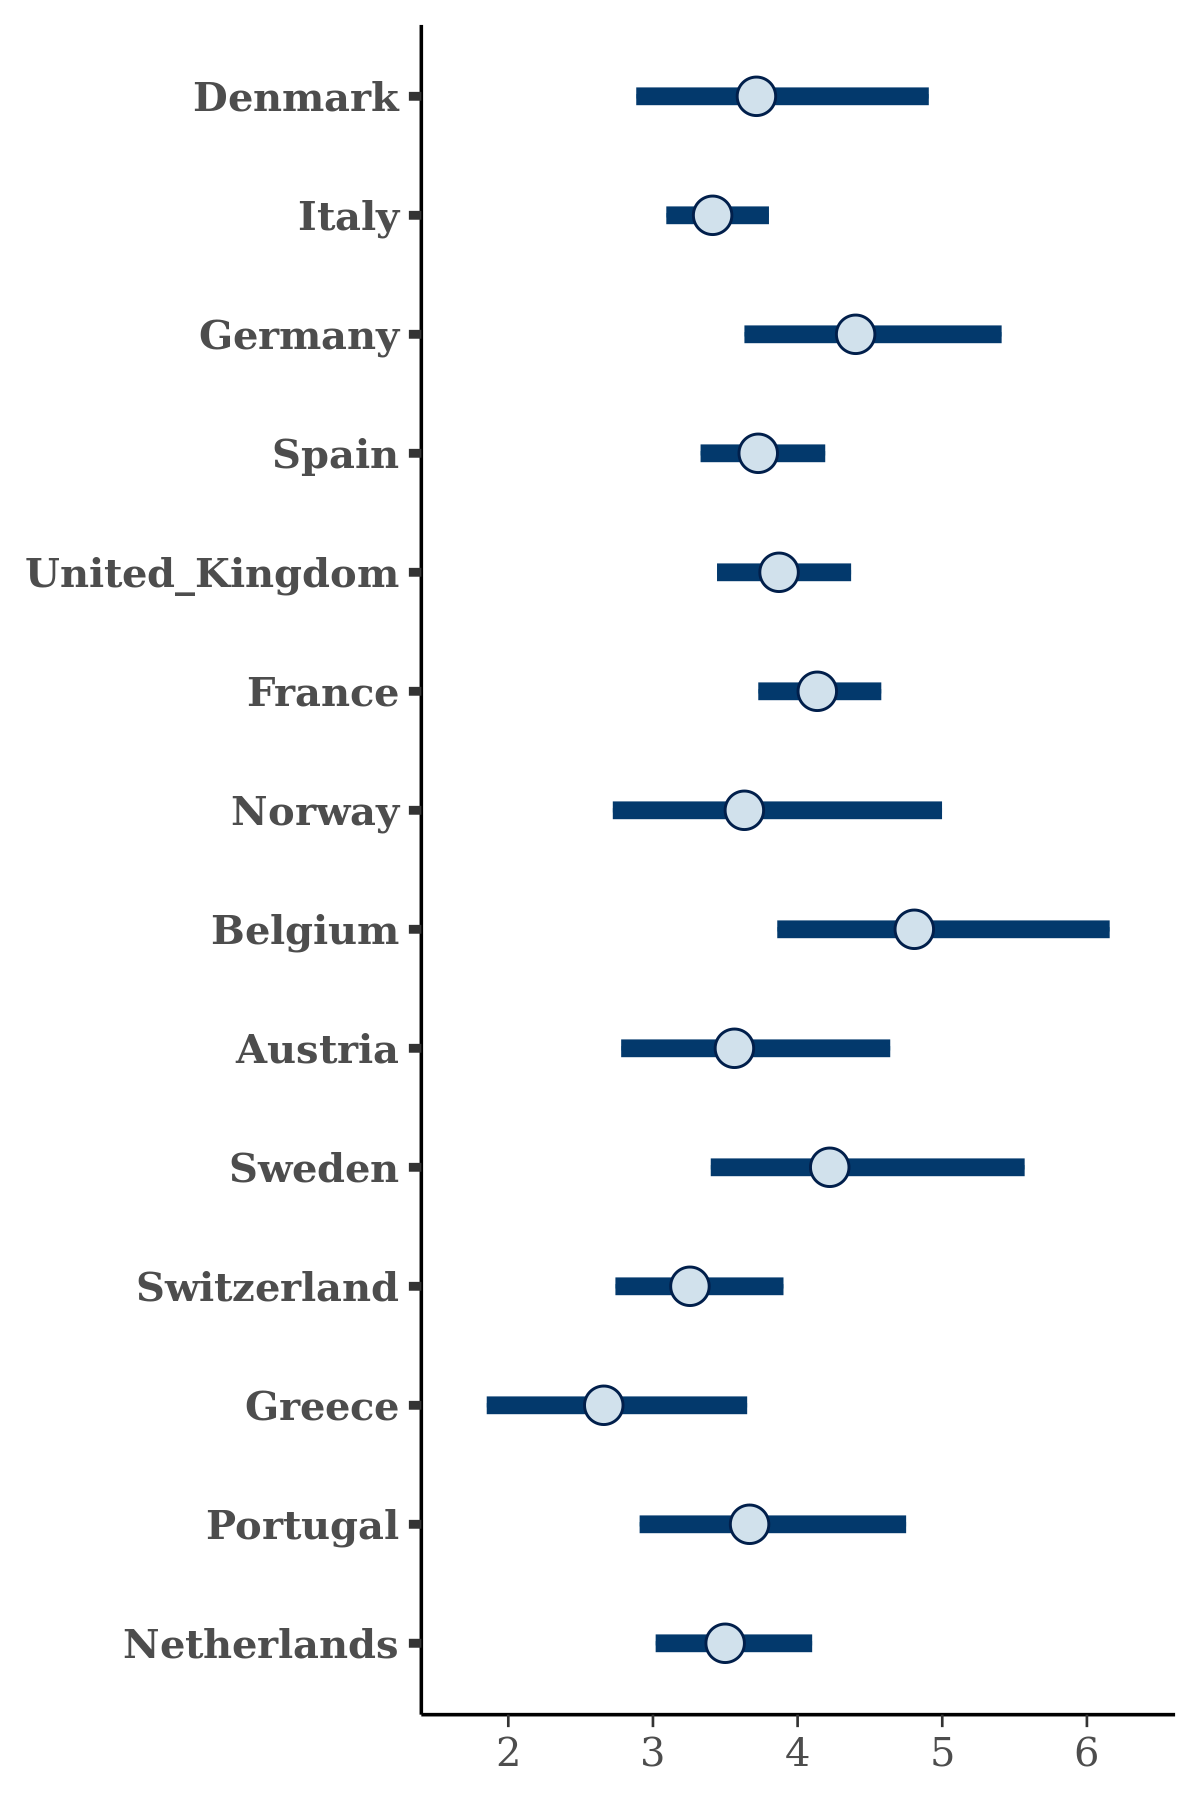 Denmark
Italy
Germany
Spain
United_Kingdom
France
Norway
Belgium
Austria
Sweden
Switzerland
Greece
Portugal
Netherlands
2 3 4 5 6